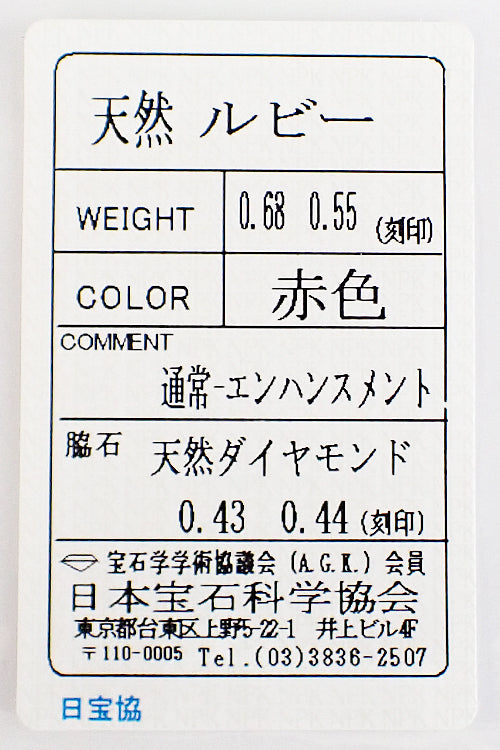 天然 ルビー
WEIGHT 0.68 0.55 (刻印)
COLOR 赤色
COMMENT
通常-エンハンスメント
脇石 天然ダイヤモンド
0.43 0.44 (刻印)
宝石学学術協議会 (A.G.K.) 会員
日本宝石科学協会
東京都台東区上野5-22-1 井上ビル4F
〒110-0005 Tel.(03)3836-2507
日宝協